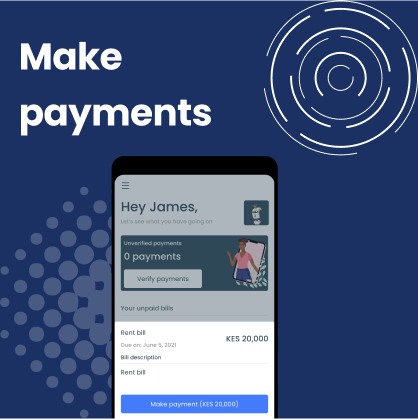 Make
payments
Hey James,
Let's see what you have going on
Unverified payments
0 payments
Verify payments
Your unpaid bills
Rent bill
KES 20,000
Due on: June 5, 2021
Bill description
Rent bill
Make payment (KES 20,000)